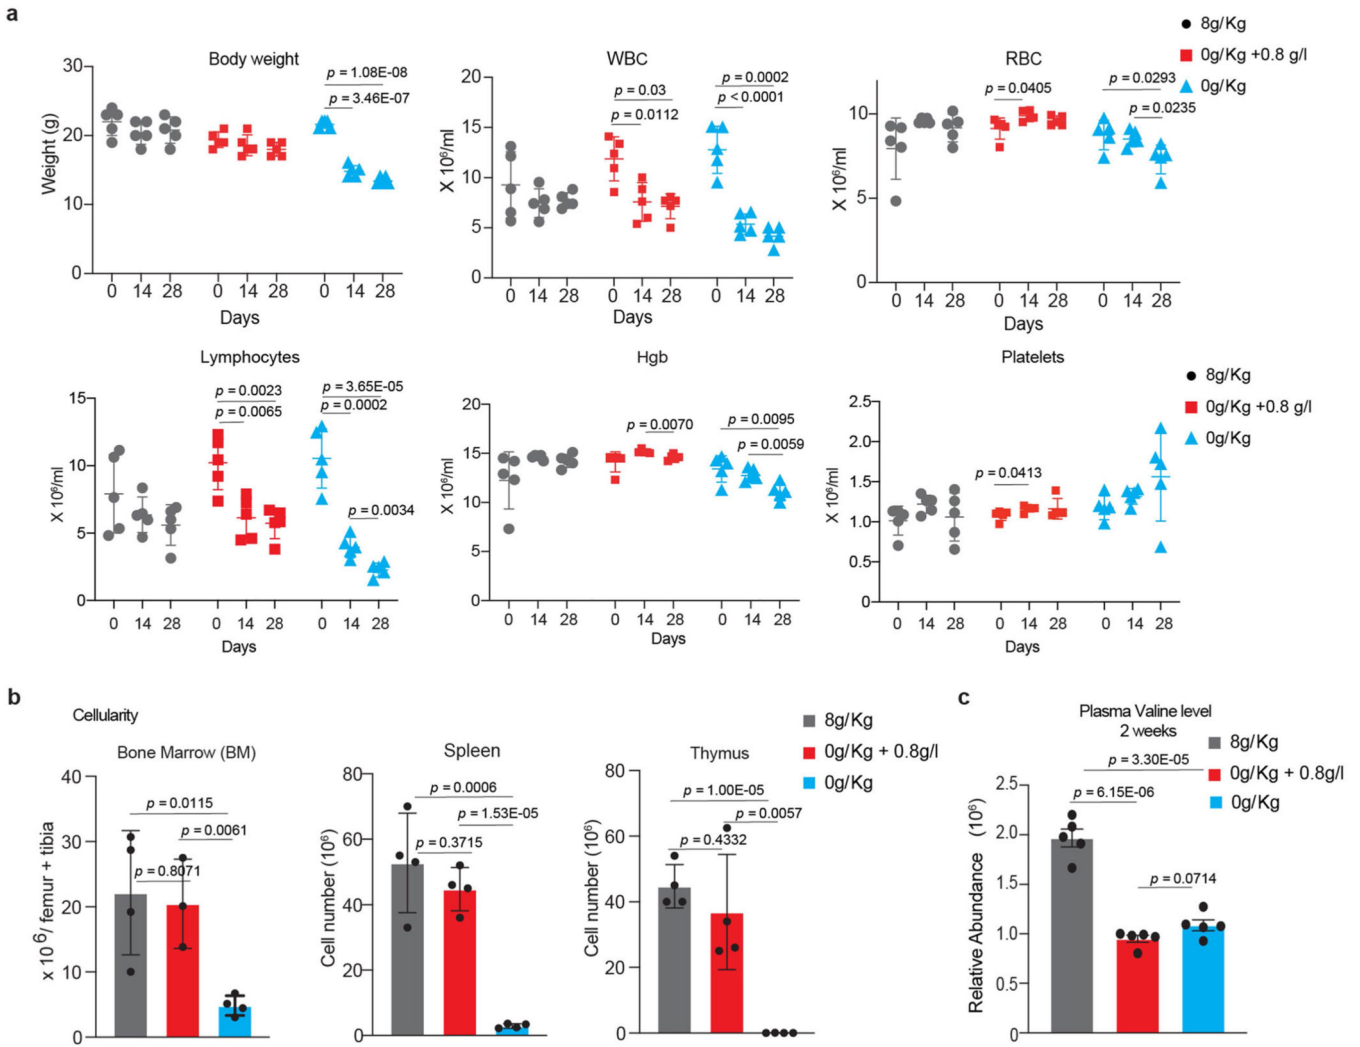 a
Body weight
30
20
10
0
Weight (g)
p = 1.08E-08
p = 3.46E-07
0 14 28 0 14 28 0 14 28
Days
WBC
20
15
10
5
0
X 10⁶/ml
p = 0.03
p = 0.0112
p = 0.0002
p < 0.0001
0 14 28 0 14 28 0 14 28
Days
RBC
10
5
0
X 10⁶/ml
p = 0.0405
p = 0.0293
p = 0.0235
0 14 28 0 14 28 0 14 28
Days
8g/Kg
0g/Kg +0.8 g/l
0g/Kg
Lymphocytes
15
10
5
0
X 10⁶/ml
p = 0.0023
p = 0.0065
p = 3.65E-05
p = 0.0002
p = 0.0034
0 14 28 0 14 28 0 14 28
Days
Hgb
20
15
10
5
0
X 10⁶/ml
p = 0.0070
p = 0.0095
p = 0.0059
0 14 28 0 14 28 0 14 28
Days
Platelets
2.5
2.0
1.5
1.0
0.5
0
X 10⁶/ml
p = 0.0413
0 14 28 0 14 28 0 14 28
Days
8g/Kg
0g/Kg +0.8 g/l
0g/Kg
b
Cellularity
Bone Marrow (BM)
40
30
20
10
0
x 10⁶/ femur + tibia
p = 0.0115
p = 0.0061
p = 0.8071
Spleen
80
60
40
20
0
Cell number (10⁶)
p = 0.0006
p = 1.53E-05
p = 0.3715
Thymus
80
60
40
20
0
Cell number (10⁶)
p = 1.00E-05
p = 0.0057
p = 0.4332
8g/Kg
0g/Kg + 0.8g/l
0g/Kg
c
Plasma Valine level
2 weeks
2.5
2.0
1.5
1.0
0.5
0
Relative Abundance (10⁶)
p = 3.30E-05
p = 6.15E-06
p = 0.0714
8g/Kg
0g/Kg + 0.8g/l
0g/Kg